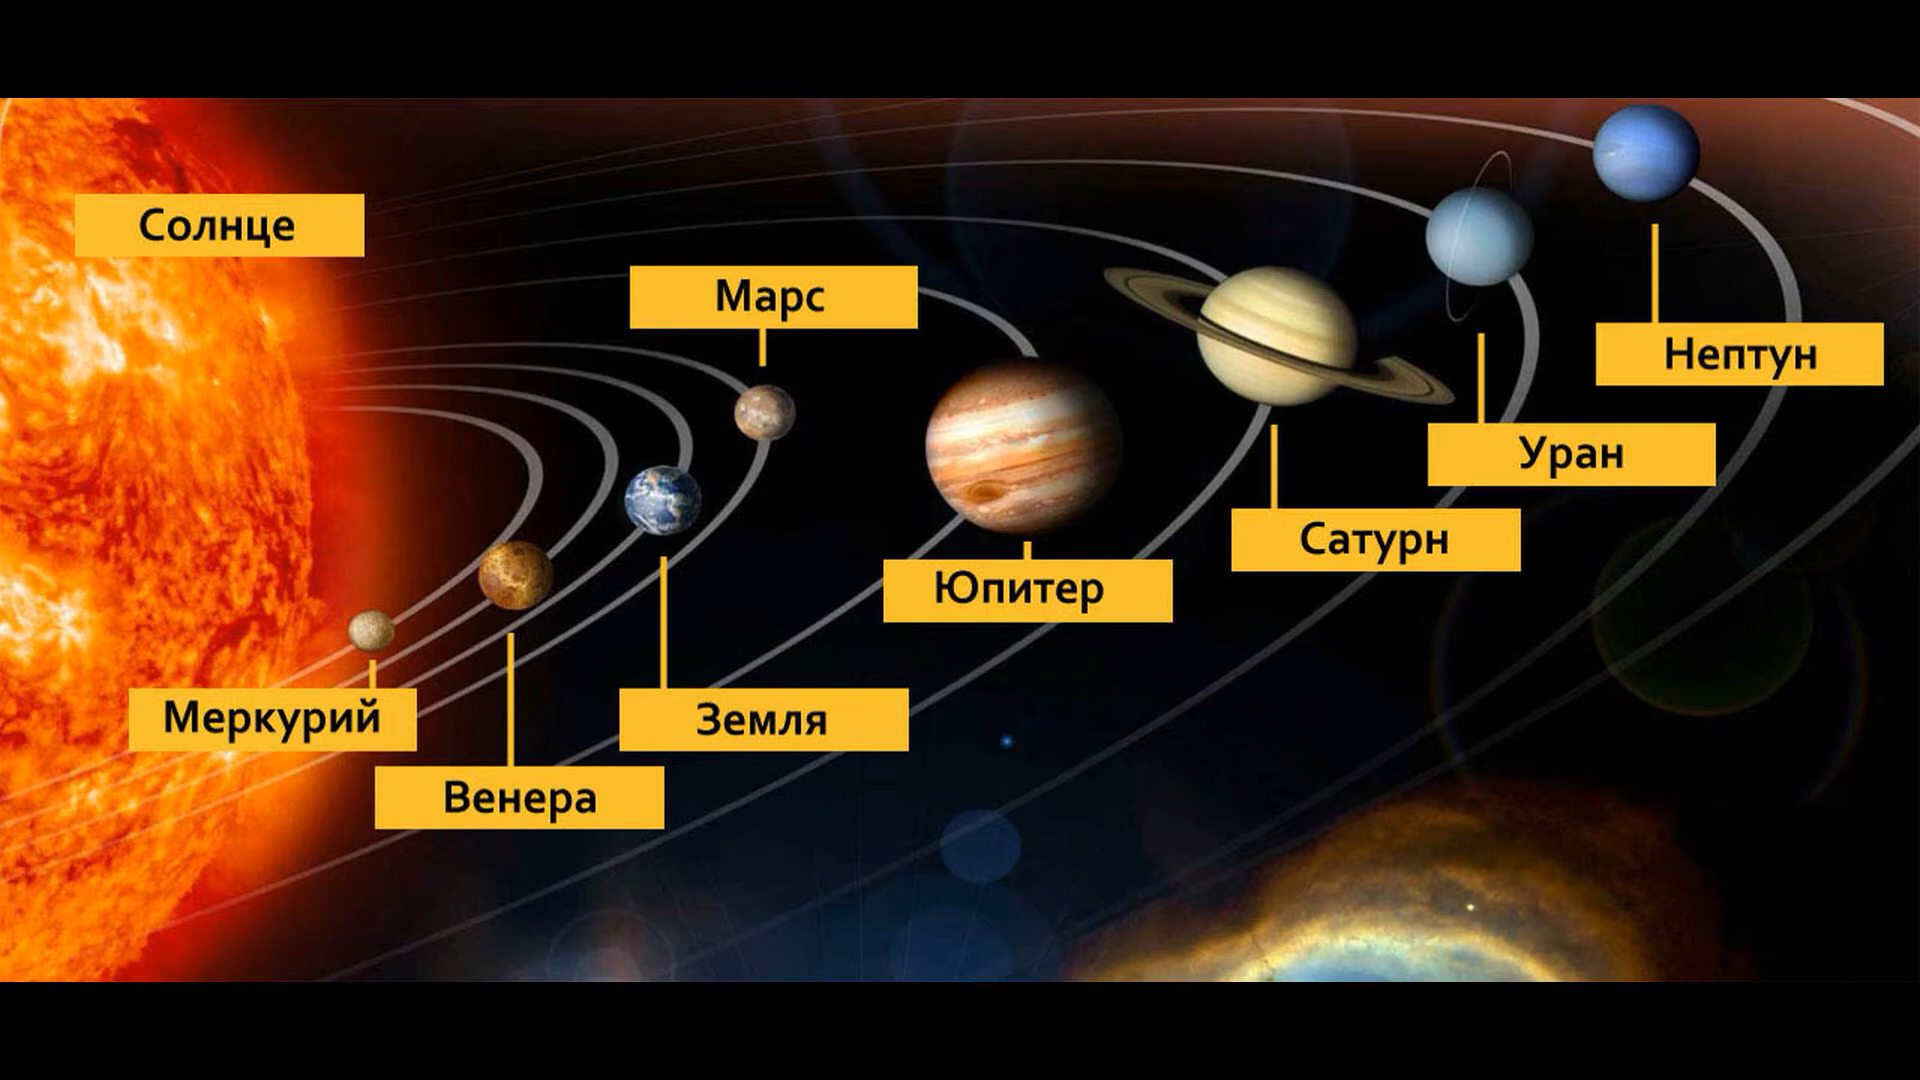 Солнце
Марс
Нептун
Уран
Сатурн
Юпитер
Меркурий
Земля
Венера